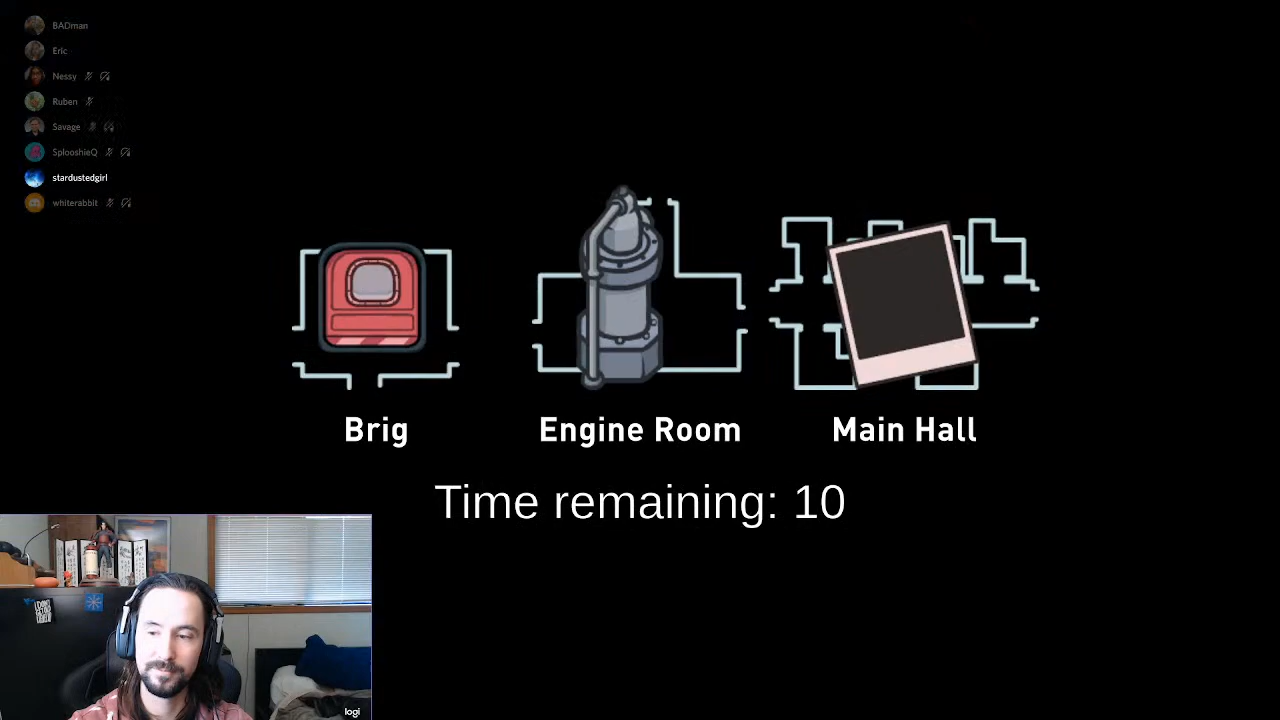 BADman
Eric
Nessy
Ruben
Savage
SplooshieQ
stardustedgirl
whiterabbit
Brig
Engine Room
Main Hall
Time remaining: 10
logi